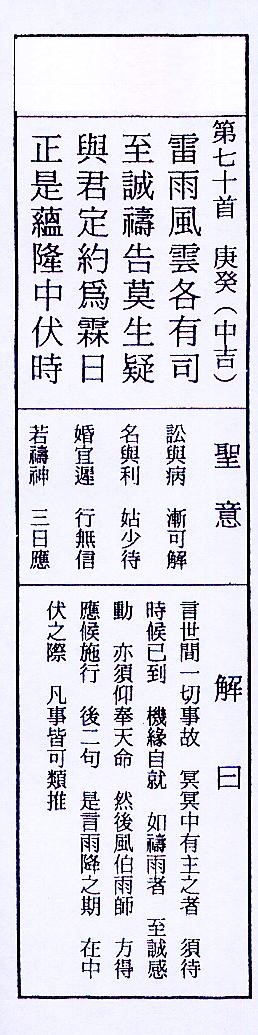 第七十首　庚癸（中吉）
雷雨風雲各有司
至誠禱告莫生疑
與君定約為霖日
正是蘊隆中伏時
聖意
訟與病　漸可解
名與利　姑少待
婚宜遲　行無信
若禱神　三日應
解曰
言世間一切事故　冥冥中有主之者　須待
時候已到　機緣自就　如禱雨者　至誠感
動　亦須仰奉天命　然後風伯雨師　方得
應候施行　後二句　是言雨降之期　在中
伏之際　凡事皆可類推